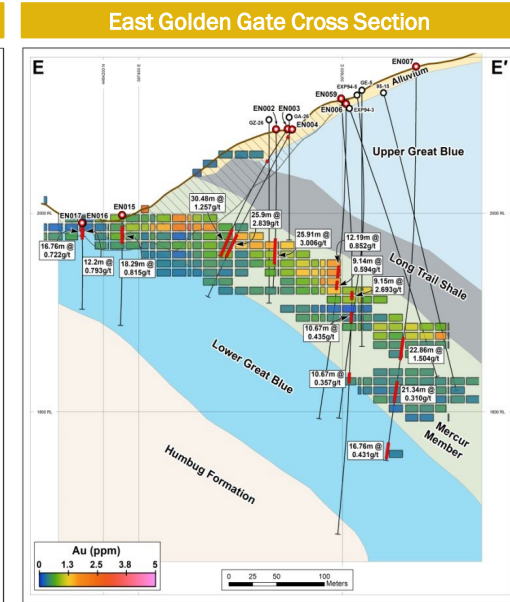 East Golden Gate Cross Section
E
E'
EN007
Alluvium
GE-5
EXP94-5
95-15
EN059
EN006
EXP94-3
EN002
EN003
GZ-26
GA-26
EN004
Upper Great Blue
30.48m @
1.257g/t
EN015
EN017
EN016
25.9m @
2.839g/t
25.91m @
3.006g/t
12.19m @
0.852g/t
16.76m @
0.722g/t
12.2m @
0.793g/t
18.29m @
0.815g/t
9.14m @
0.594g/t
9.15m @
2.693g/t
Long Trail Shale
10.67m @
0.435g/t
22.86m @
1.504g/t
Lower Great Blue
10.67m @
0.357g/t
21.34m @
0.310g/t
Mercur
Member
16.76m @
0.431g/t
Humbug Formation
Au (ppm)
0 1.3 2.5 3.8 5
0 25 50 100
Meters